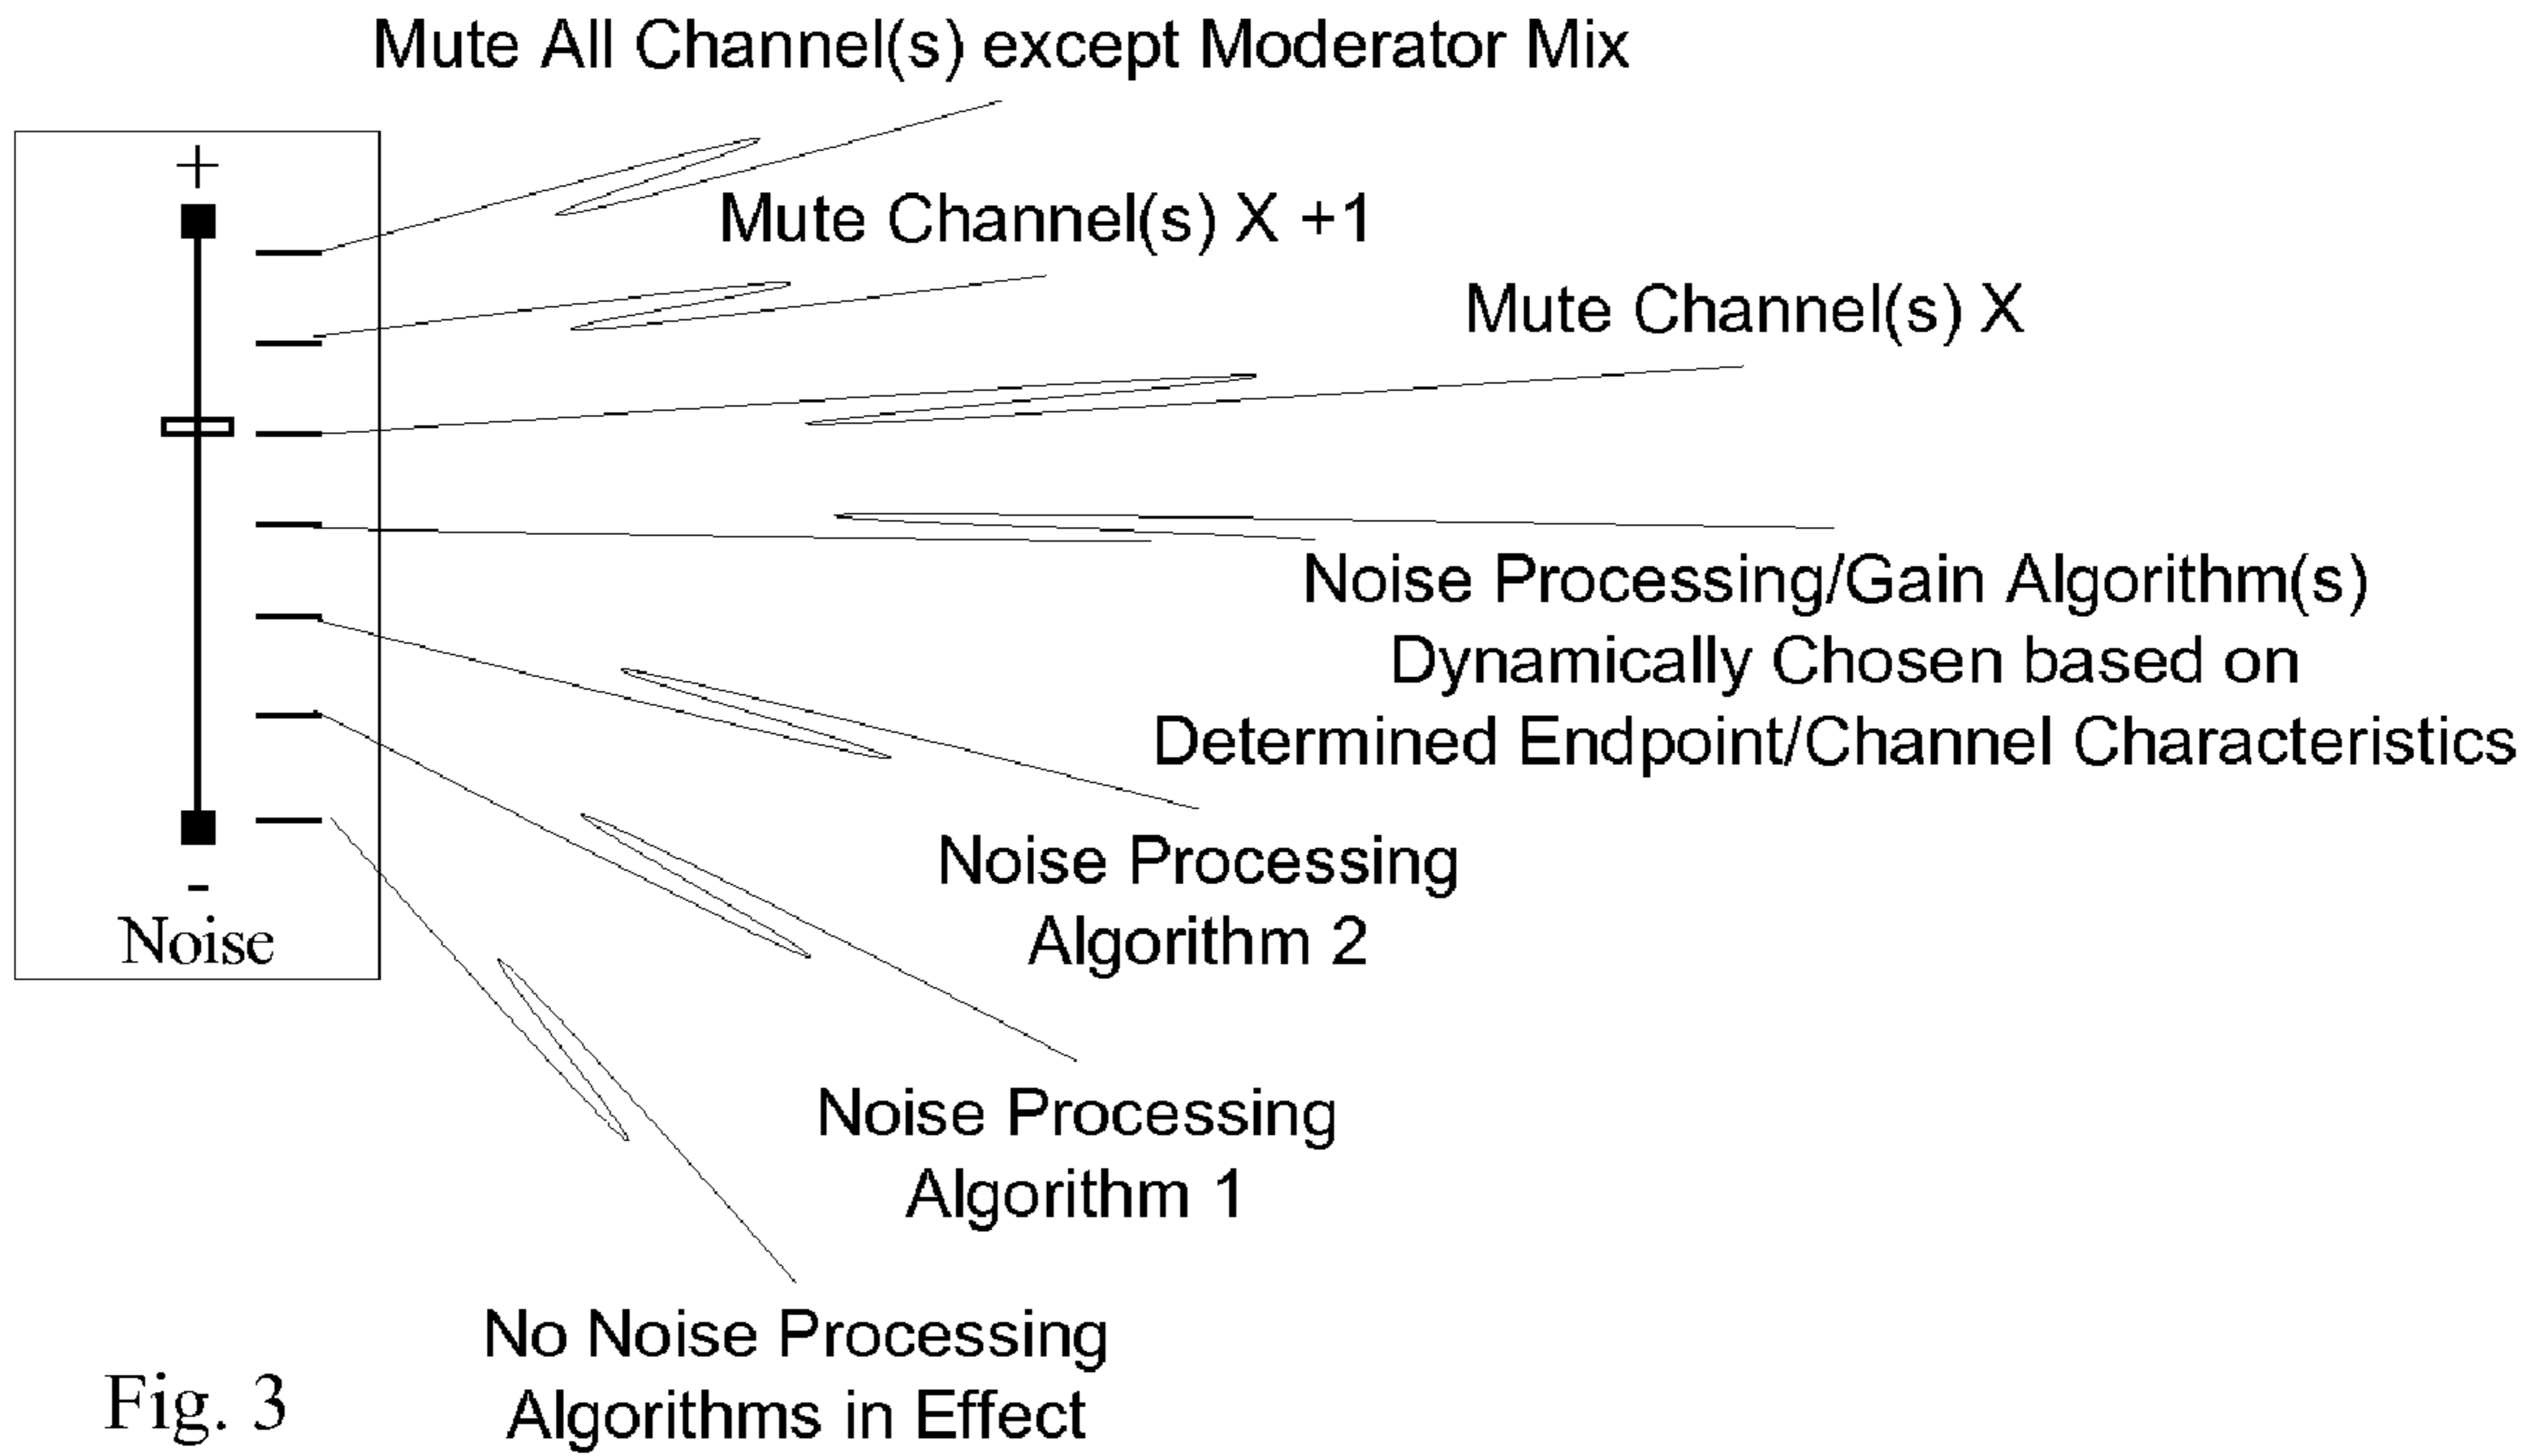 Mute All Channel(s) except Moderator Mix
+
Mute Channel(s) X +1
Mute Channel(s) X
Noise Processing/Gain Algorithm(s)
Dynamically Chosen based on
Determined Endpoint/Channel Characteristics
Noise Processing
Algorithm 2
-
Noise
Noise Processing
Algorithm 1
No Noise Processing
Algorithms in Effect
Fig. 3